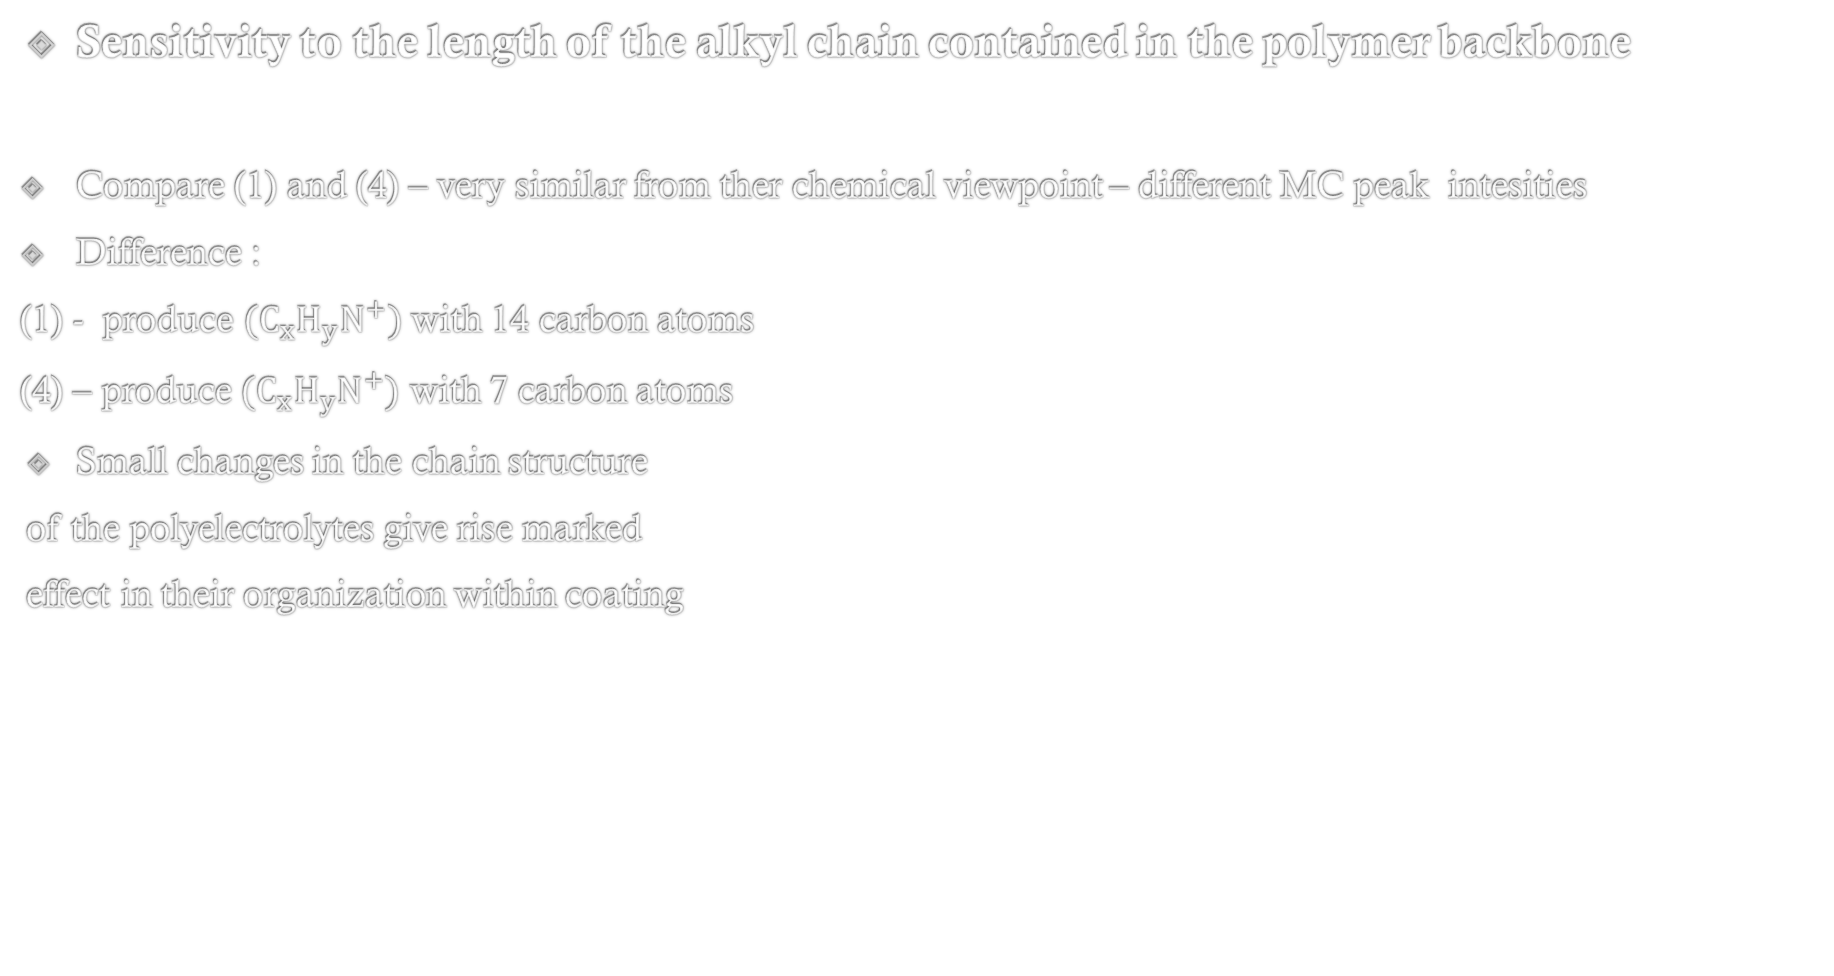 ❖ Sensitivity to the length of the alkyl chain contained in the polymer backbone
❖ Compare (1) and (4) – very similar from ther chemical viewpoint – different MC peak  intesities
❖ Difference :
(1) -  produce (CₓHᵧN⁺) with 14 carbon atoms
(4) – produce (CₓHᵧN⁺) with 7 carbon atoms
❖ Small changes in the chain structure
of the polyelectrolytes give rise marked
effect in their organization within coating